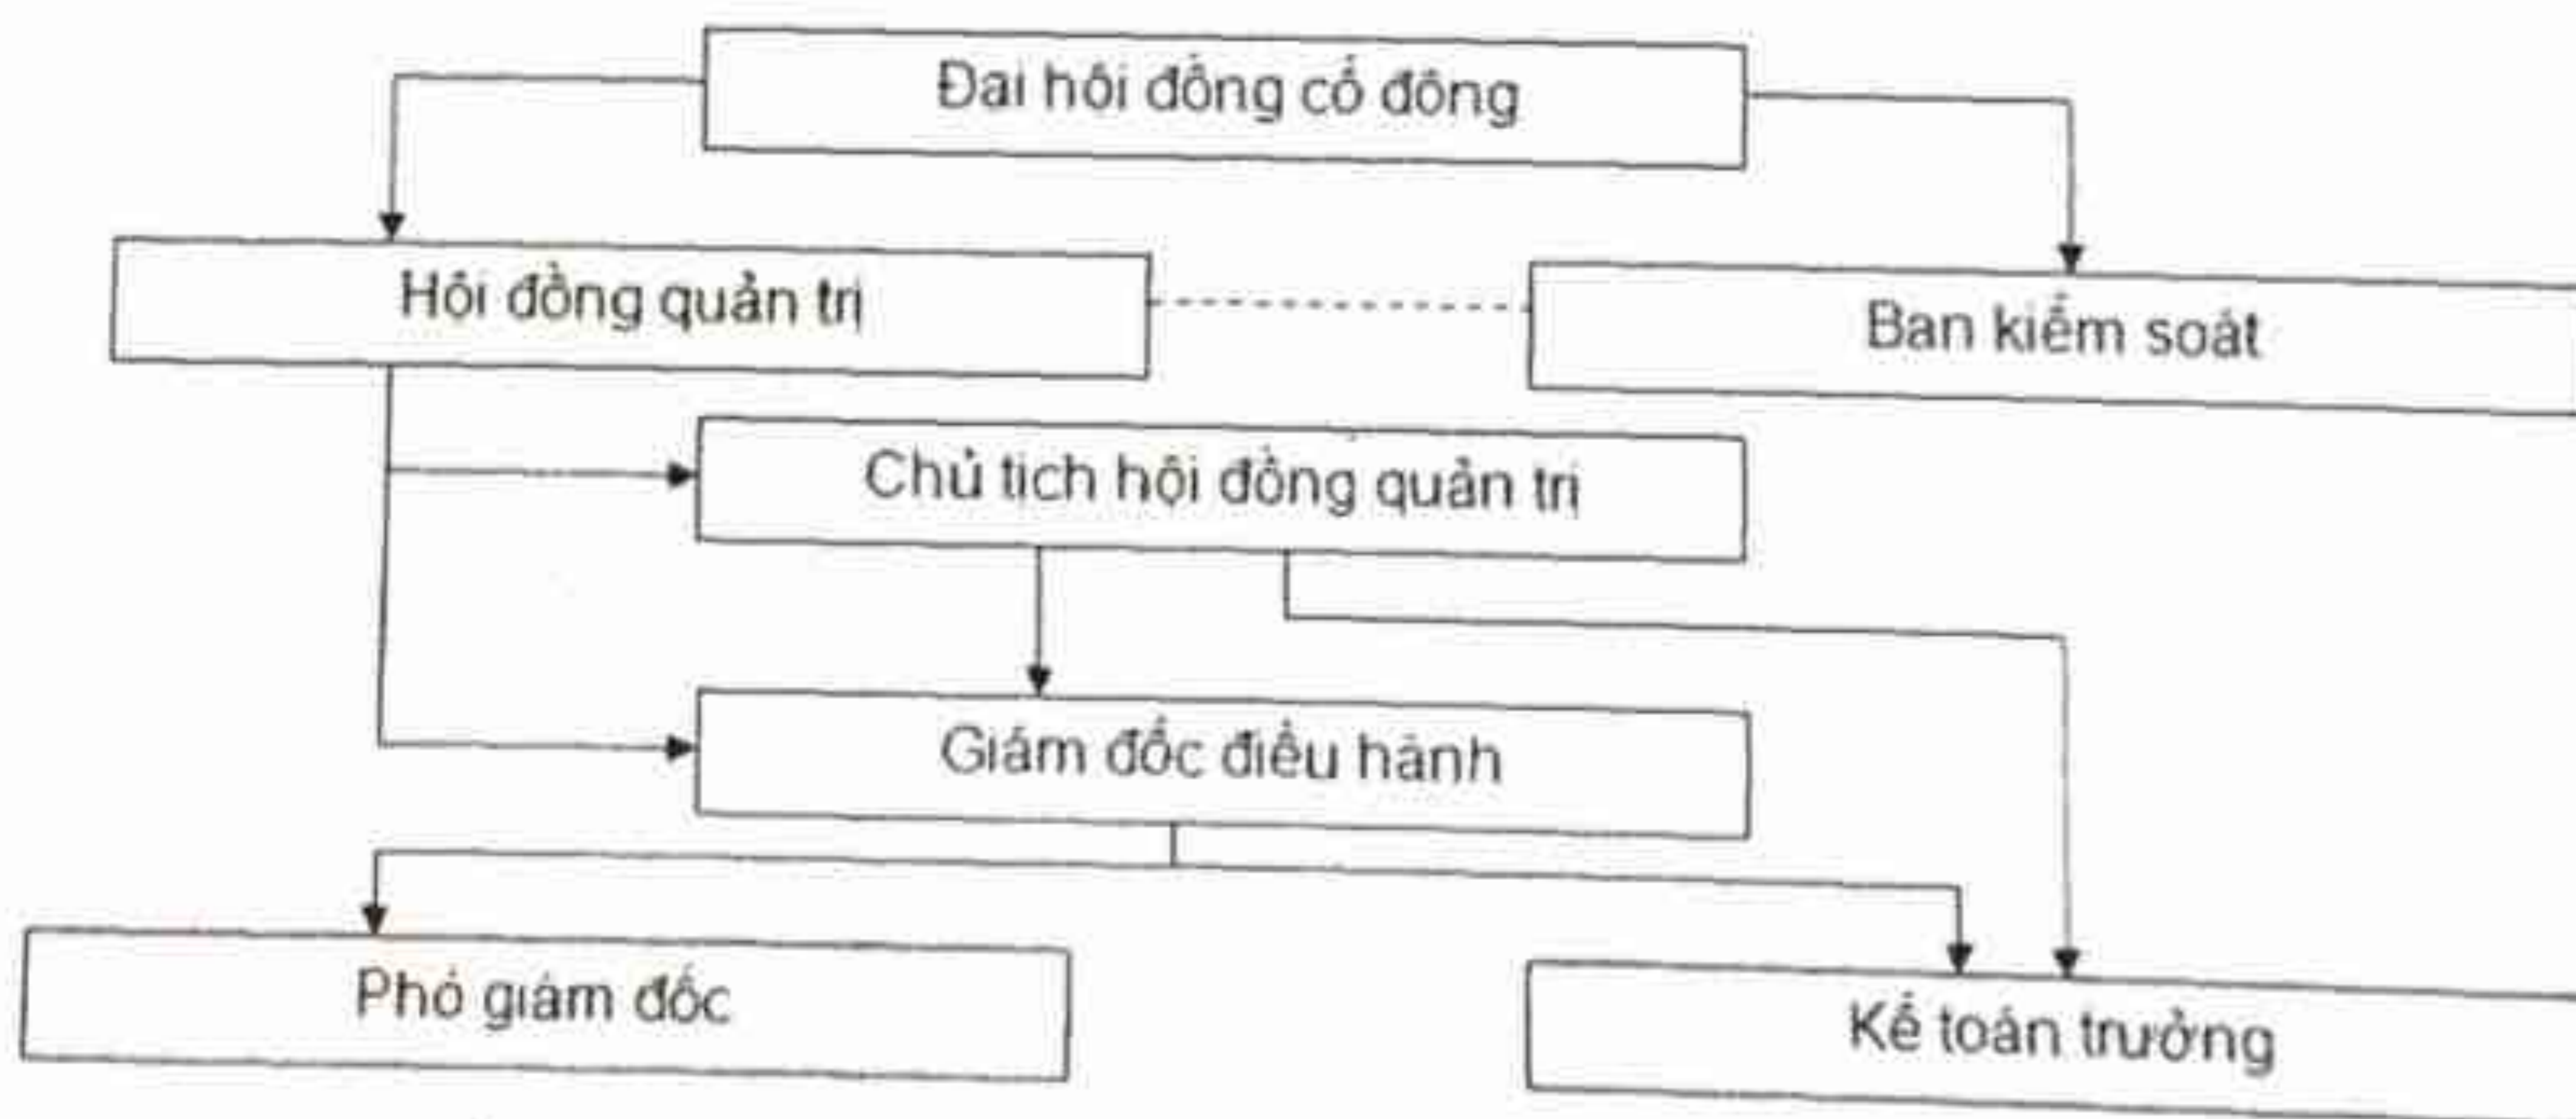 Đại hội đồng cổ đông
Hội đồng quản trị
Ban kiểm soát
Chủ tịch hội đồng quản trị
Giám đốc điều hành
Phó giám đốc
Kế toán trưởng